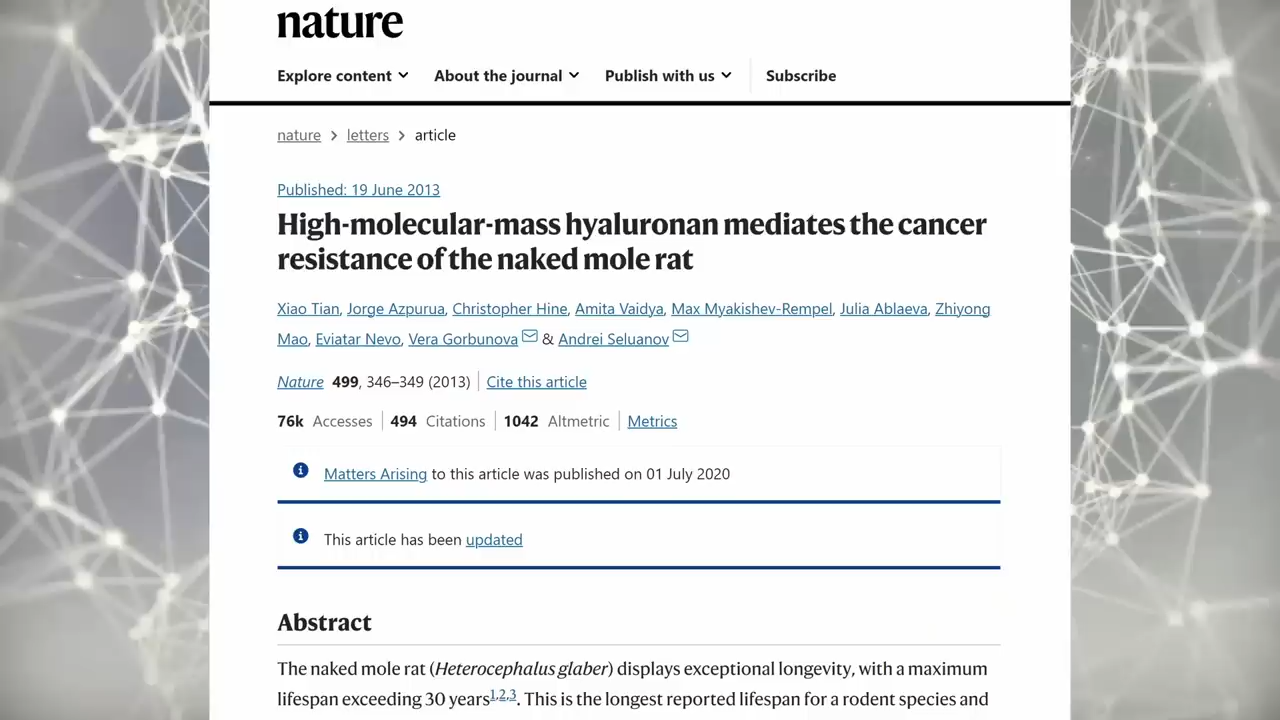 nature
Explore content About the journal Publish with us Subscribe
nature > letters > article
Published: 19 June 2013
High-molecular-mass hyaluronan mediates the cancer
resistance of the naked mole rat
Xiao Tian, Jorge Azpurua, Christopher Hine, Amita Vaidya, Max Myakishev-Rempel, Julia Ablaeva, Zhiyong
Mao, Eviatar Nevo, Vera Gorbunova & Andrei Seluanov
Nature 499, 346–349 (2013) Cite this article
76k Accesses 494 Citations 1042 Altmetric Metrics
Matters Arising to this article was published on 01 July 2020
This article has been updated
Abstract
The naked mole rat (Heterocephalus glaber) displays exceptional longevity, with a maximum
lifespan exceeding 30 years1,2,3. This is the longest reported lifespan for a rodent species and